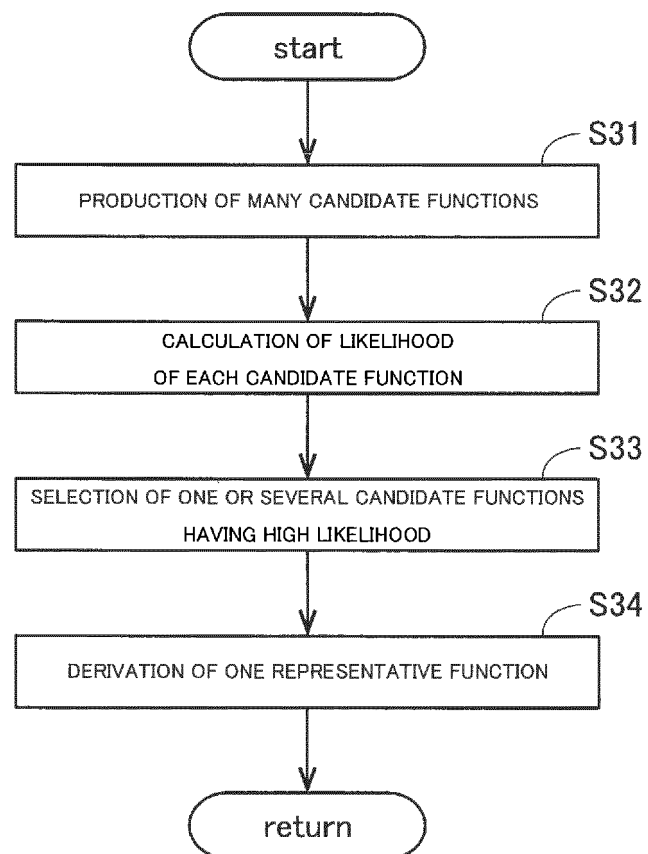 start
S31
PRODUCTION OF MANY CANDIDATE FUNCTIONS
S32
CALCULATION OF LIKELIHOOD
OF EACH CANDIDATE FUNCTION
S33
SELECTION OF ONE OR SEVERAL CANDIDATE FUNCTIONS
HAVING HIGH LIKELIHOOD
S34
DERIVATION OF ONE REPRESENTATIVE FUNCTION
return